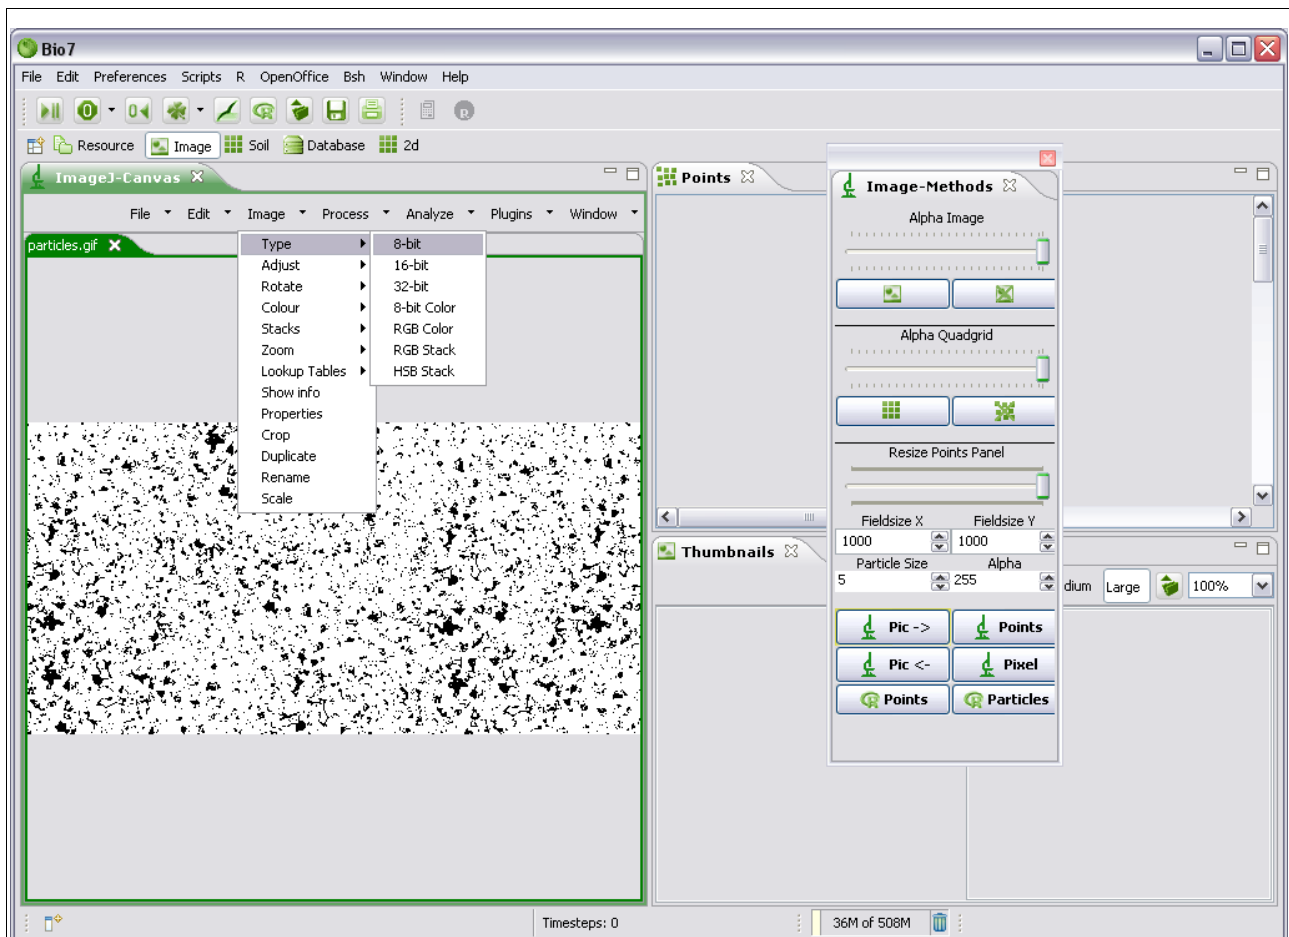 Bio7
File Edit Preferences Scripts R OpenOffice Bsh Window Help
Resource Image Soil Database 2d
ImageJ-Canvas
File Edit Image Process Analyze Plugins Window
particles.gif
Type
Adjust
Rotate
Colour
Stacks
Zoom
Lookup Tables
Show info
Properties
Crop
Duplicate
Rename
Scale
8-bit
16-bit
32-bit
8-bit Color
RGB Color
RGB Stack
HSB Stack
Points
Image-Methods
Alpha Image
Alpha Quadgrid
Resize Points Panel
Fieldsize X Fieldsize Y
1000 1000
Particle Size Alpha
5 255
Pic -> Points
Pic <- Pixel
Points Particles
Thumbnails
dium Large 100%
Timesteps: 0
36M of 508M